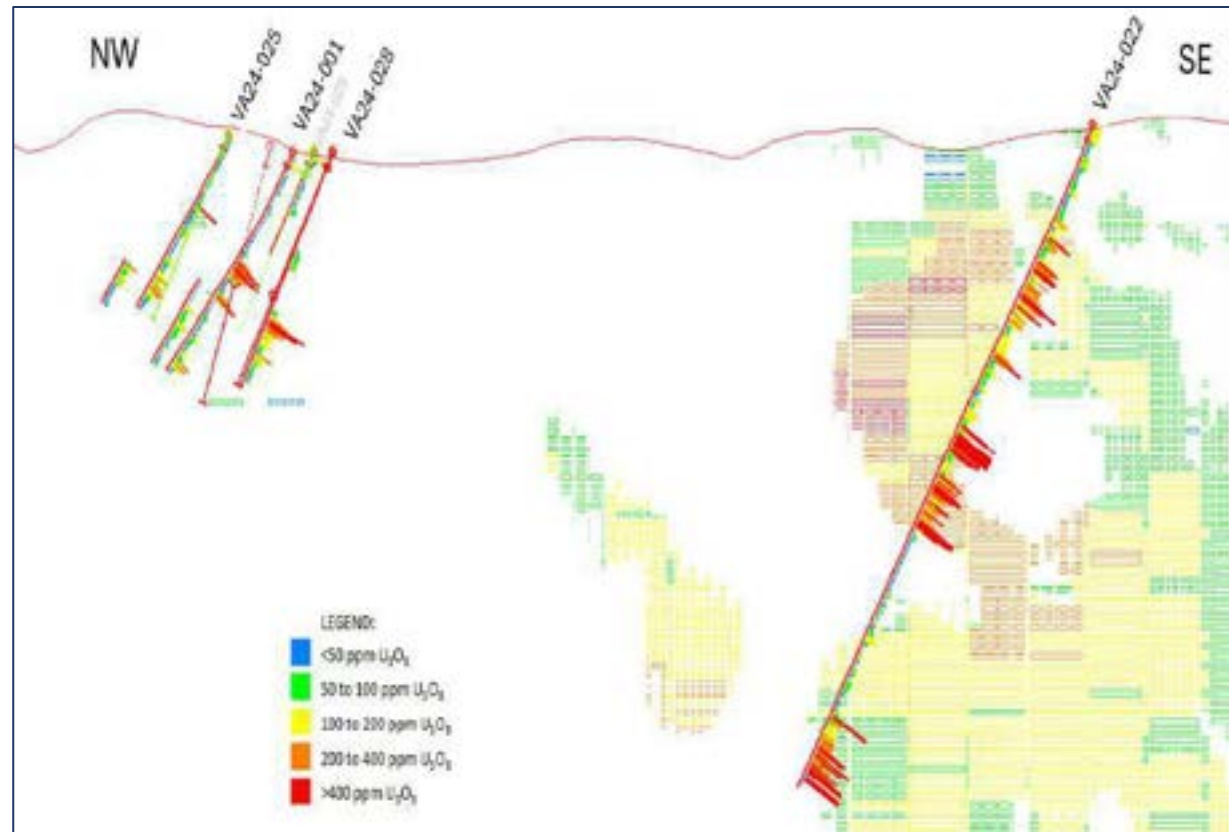 NW
VA24-025
VA24-001
VA24-028
VA24-022
SE
LEGEND:
<50 ppm U₃O₈
50 to 100 ppm U₃O₈
100 to 200 ppm U₃O₈
200 to 400 ppm U₃O₈
>400 ppm U₃O₈